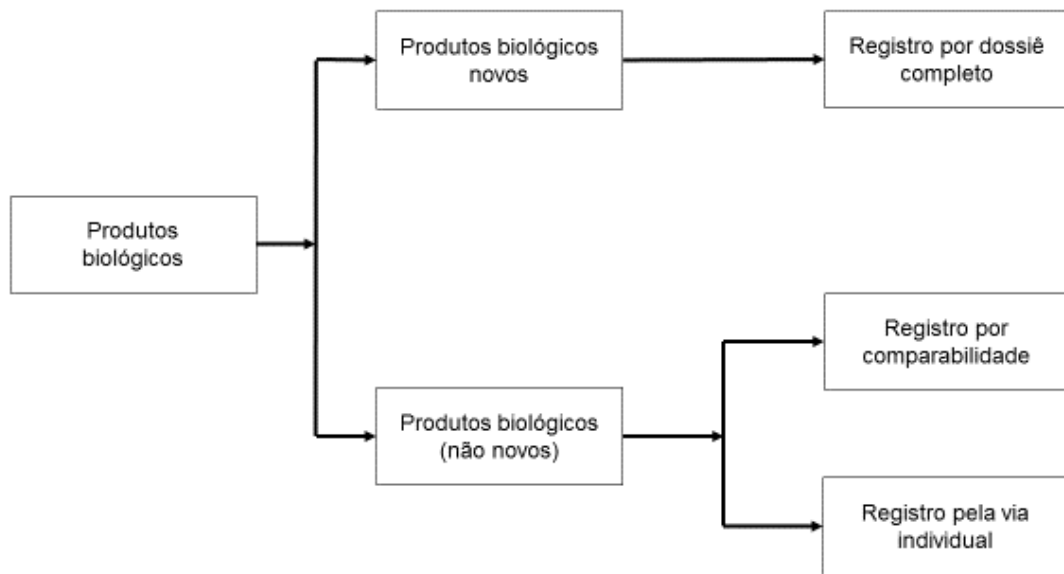 Produtos biológicos
novos
Registro por dossiê
completo
Produtos
biológicos
Registro por
comparabilidade
Produtos biológicos
(não novos)
Registro pela via
individual